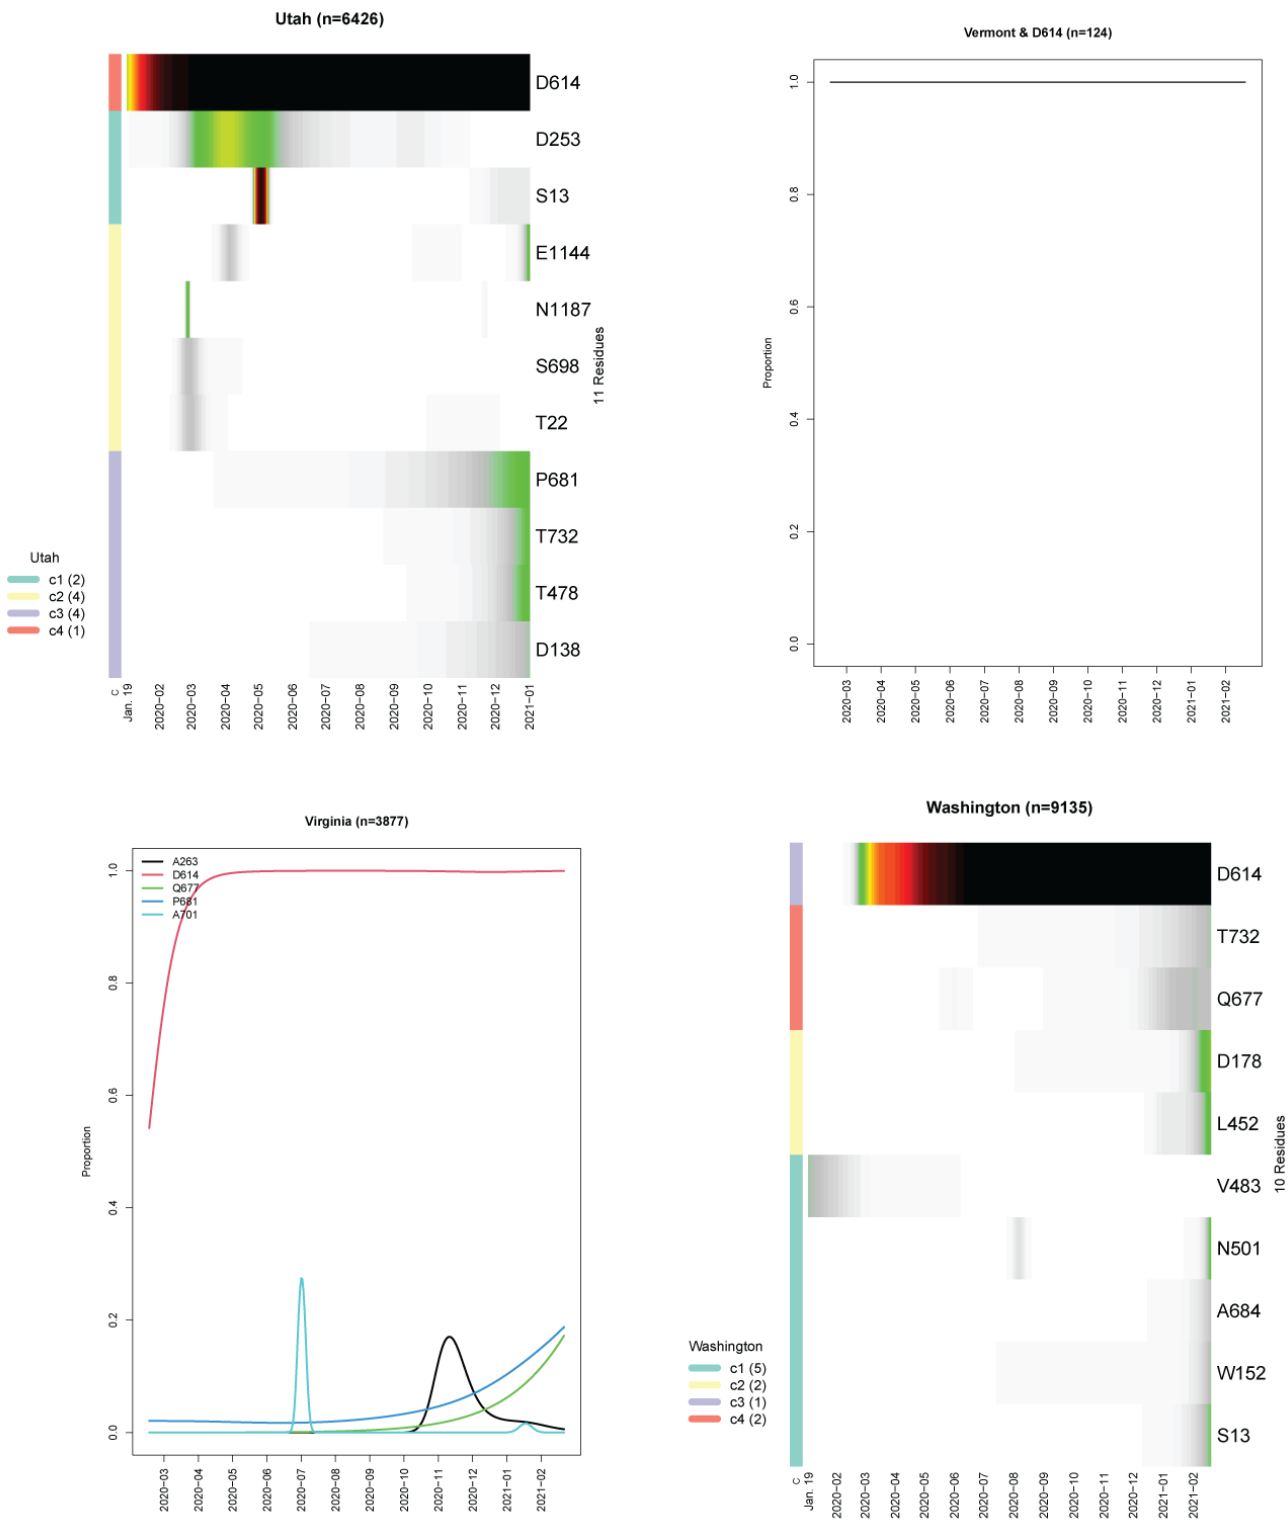 Utah (n=6426)
D614
D253
S13
E1144
N1187
S698
T22
P681
T732
T478
D138
11 Residues
Utah
c1 (2)
c2 (4)
c3 (4)
c4 (1)
C
Jan. 19
2020-02
2020-03
2020-04
2020-05
2020-06
2020-07
2020-08
2020-09
2020-10
2020-11
2020-12
2021-01
Vermont & D614 (n=124)
Proportion
1.0
0.8
0.6
0.4
0.2
0.0
2020-03
2020-04
2020-05
2020-06
2020-07
2020-08
2020-09
2020-10
2020-11
2020-12
2021-01
2021-02
Virginia (n=3877)
A263
D614
Q677
P681
A701
Proportion
1.0
0.8
0.6
0.4
0.2
0.0
2020-03
2020-04
2020-05
2020-06
2020-07
2020-08
2020-09
2020-10
2020-11
2020-12
2021-01
2021-02
Washington (n=9135)
D614
T732
Q677
D178
L452
V483
N501
A684
W152
S13
10 Residues
Washington
c1 (5)
c2 (2)
c3 (1)
c4 (2)
C
Jan. 19
2020-02
2020-03
2020-04
2020-05
2020-06
2020-07
2020-08
2020-09
2020-10
2020-11
2020-12
2021-01
2021-02